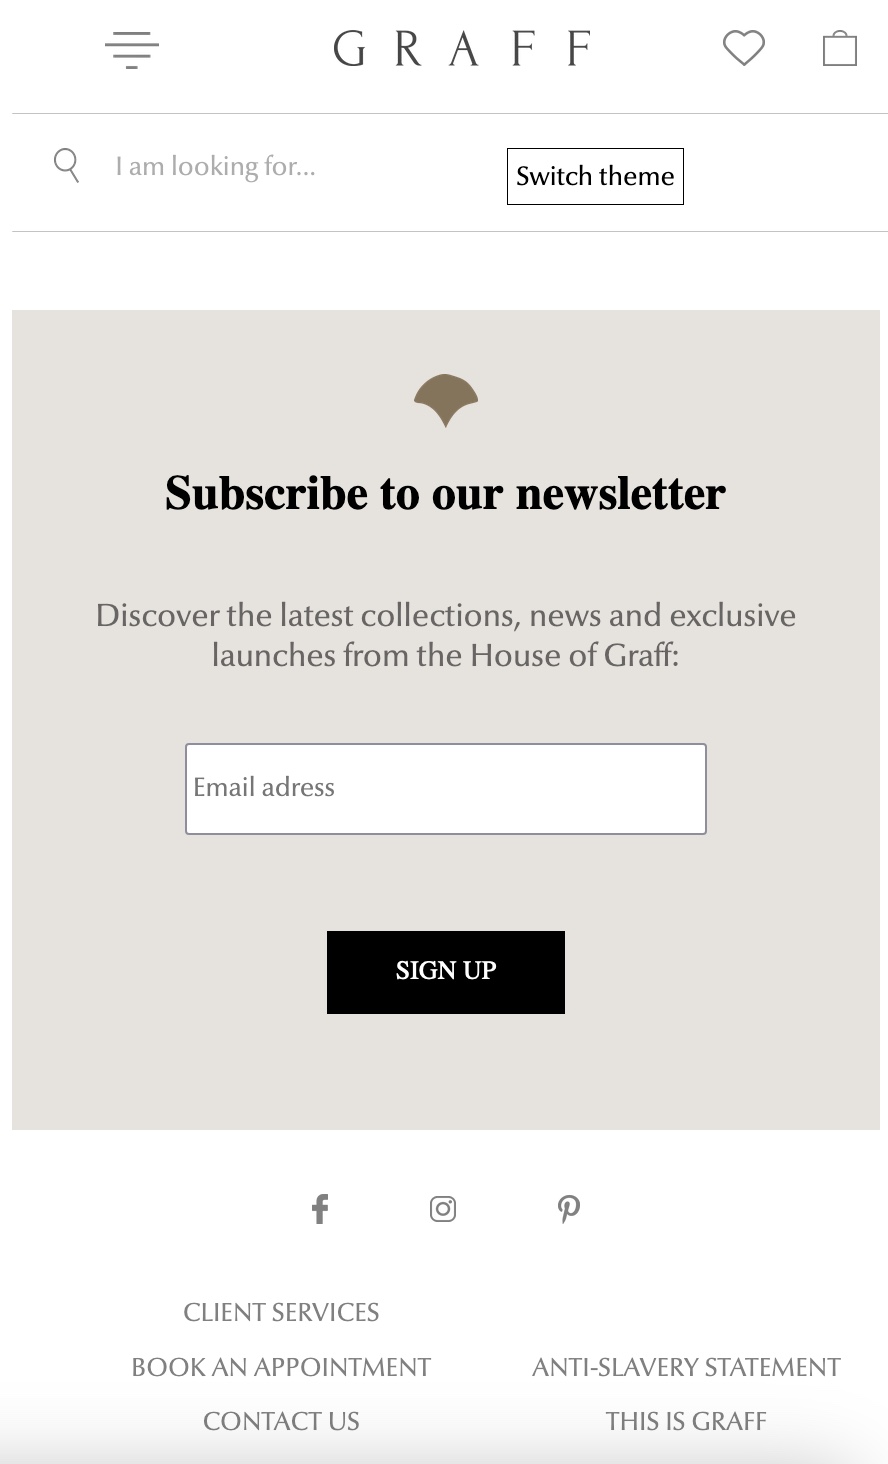 GRAFF
I am looking for...
Switch theme
Subscribe to our newsletter
Discover the latest collections, news and exclusive
launches from the House of Graff:
Email adress
SIGN UP
CLIENT SERVICES
BOOK AN APPOINTMENT
ANTI-SLAVERY STATEMENT
CONTACT US
THIS IS GRAFF